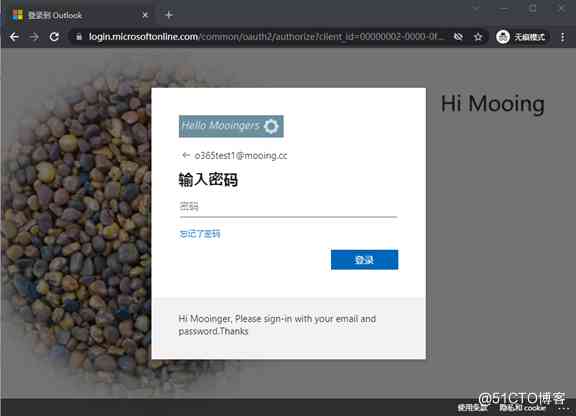 登录到 Outlook
login.microsoftonline.com/common/oauth2/authorize?client_id=00000002-0000-0f...
无痕模式
Hi Mooing
Hello Mooingers
o365test1@mooing.cc
输入密码
密码
忘记了密码
登录
Hi Mooinger, Please sign-in with your email and
password.Thanks
使用条款 隐私和 cookie ...
@51CTO博客